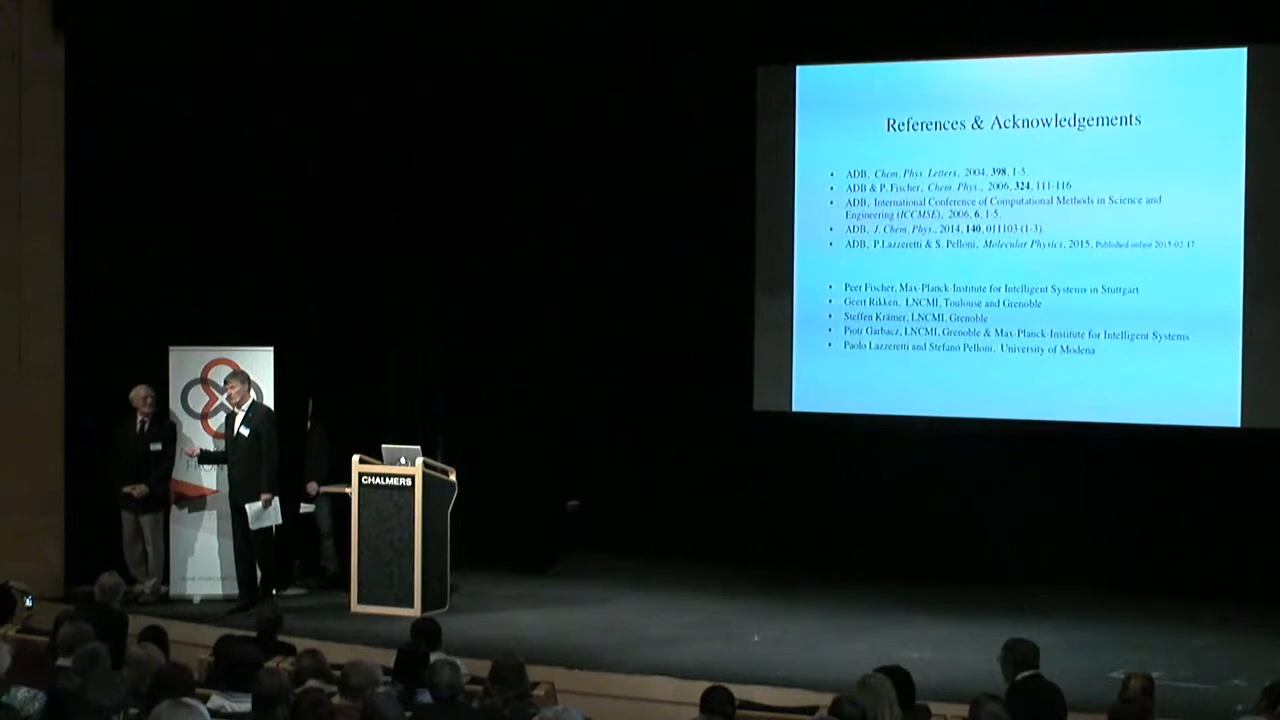 References & Acknowledgements
• ADB, Chem. Phys. Letters, 2004, 398, 1-5.
• ADB & P. Fischer, Chem. Phys., 2006, 324, 111-116
• ADB, International Conference of Computational Methods in Science and
Engineering (ICCMSE), 2006, 6, 1-5.
• ADB, J. Chem. Phys., 2014, 140, 011103 (1-3)
• ADB, P.Lazzeretti & S. Pelloni, Molecular Physics, 2015, Published online 2015-02-17
• Peer Fischer, Max-Planck-Institute for Intelligent Systems in Stuttgart
• Geert Rikken, LNCMI, Toulouse and Grenoble
• Steffen Krämer, LNCMI, Grenoble
• Piotr Garbacz, LNCMI, Grenoble & Max-Planck-Institute for Intelligent Systems
• Paolo Lazzeretti and Stefano Pelloni, University of Modena
CHALMERS